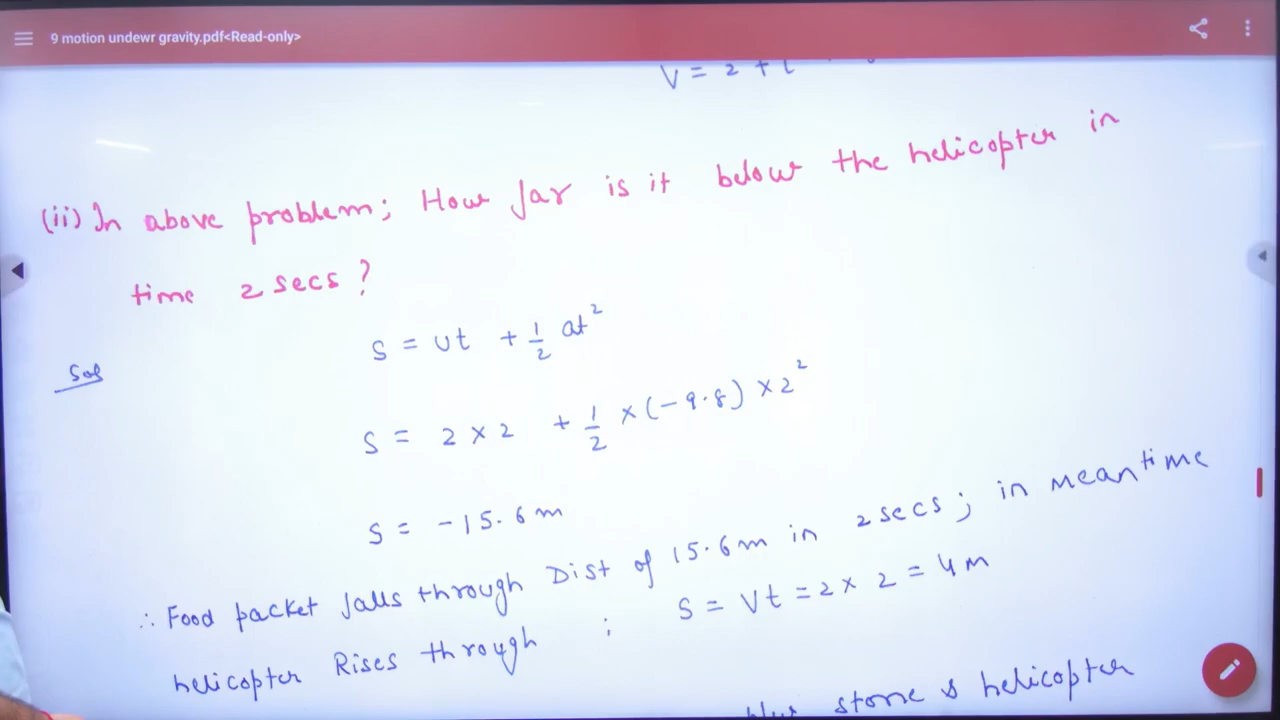 9 motion undewr gravity.pdf<Read-only>
V = 2 + t
(ii) In above problem; How far is it below the helicopter in
time 2 secs?
Sol
S = ut + 1/2 at²
S = 2 × 2 + 1/2 × (-9.8) × 2²
S = -15.6 m
∴ Food packet falls through Dist of 15.6 m in 2 secs; in meantime
helicopter Rises through ; S = Vt = 2 × 2 = 4 m
stone & helicopter